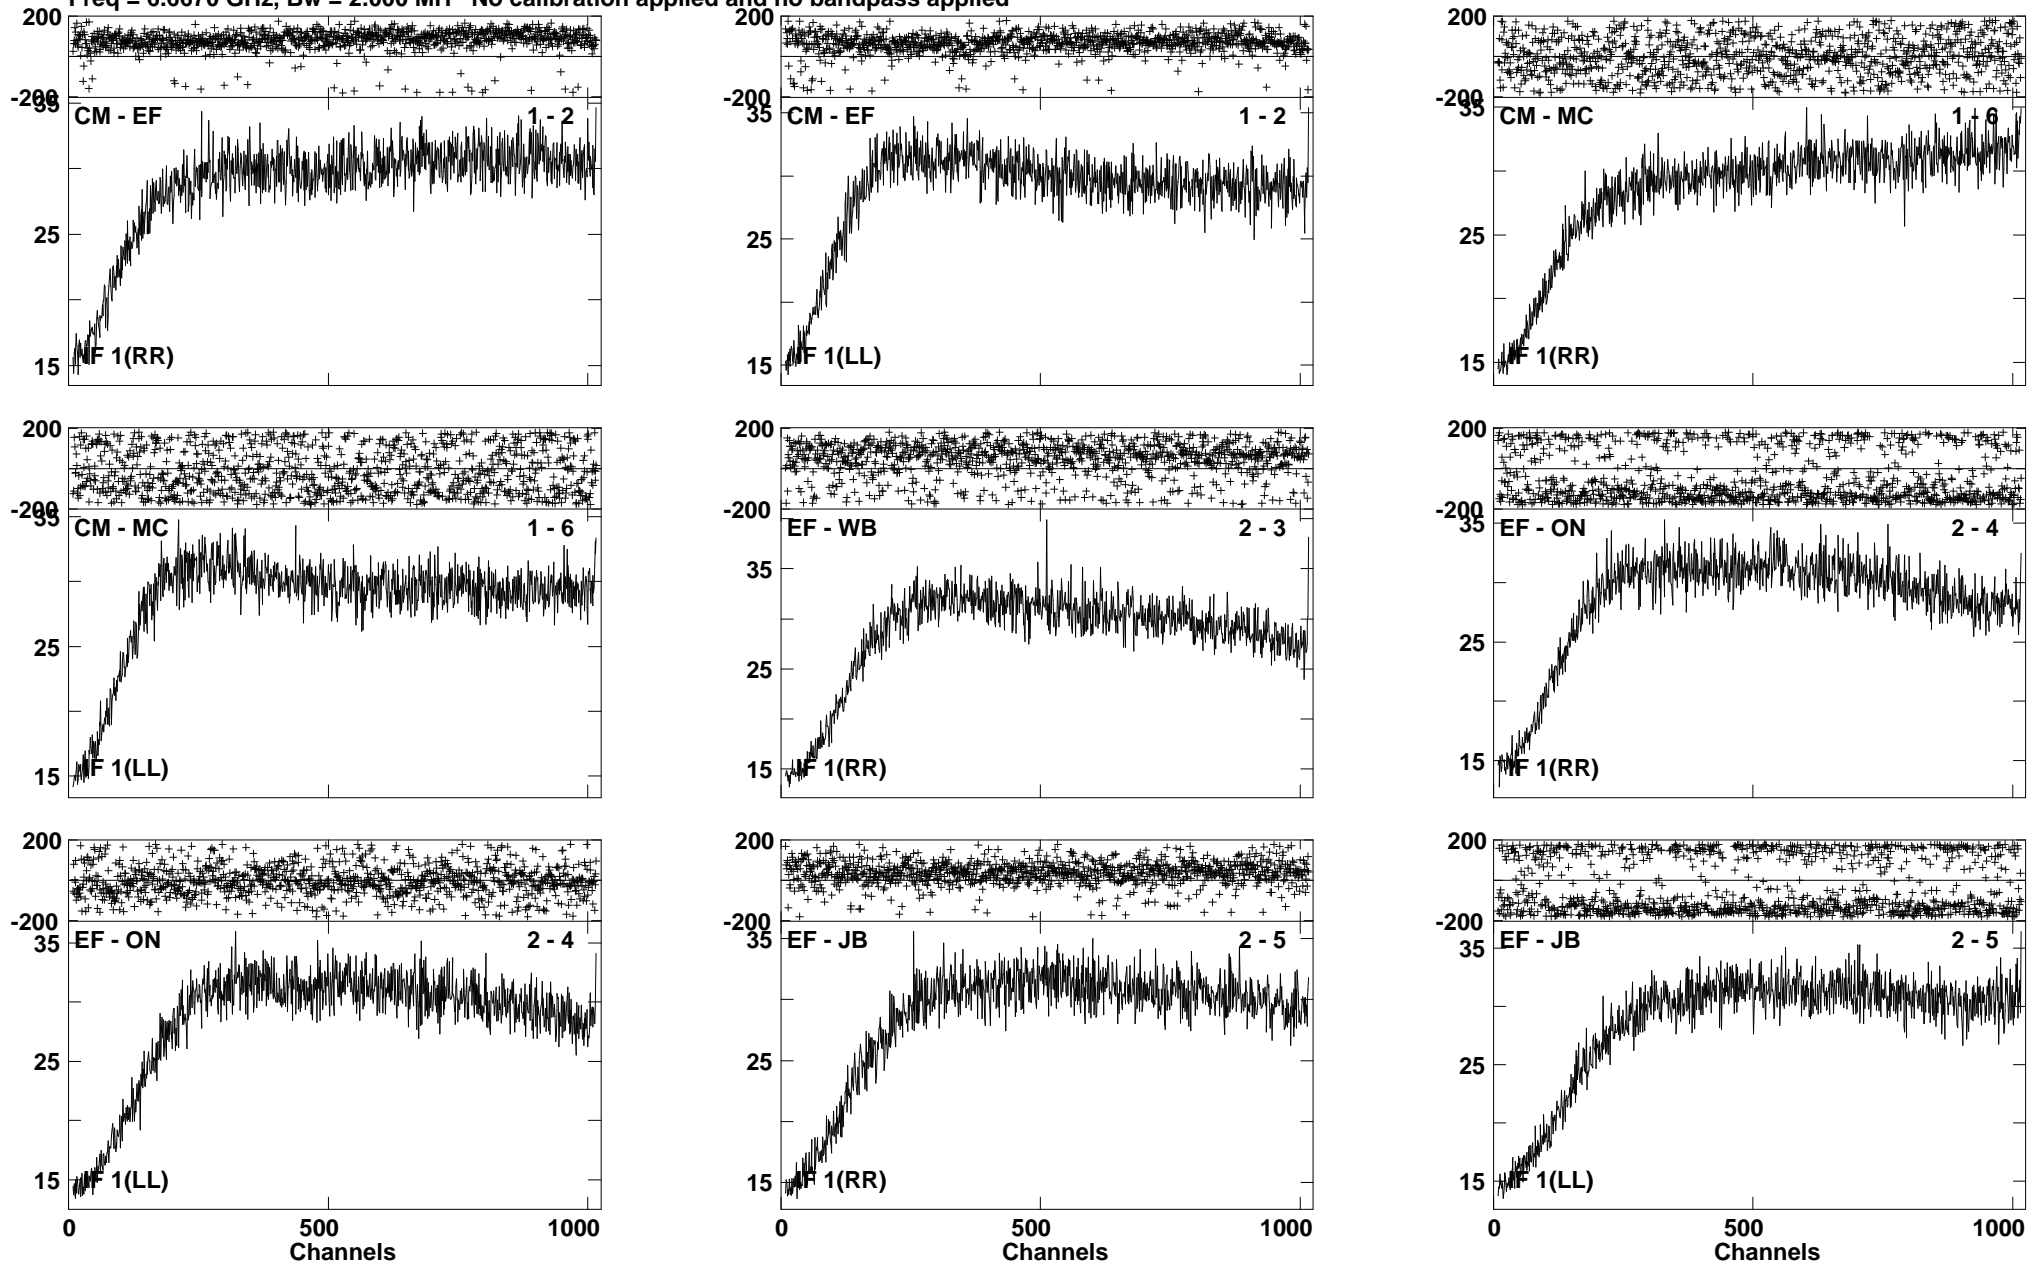 Freq = 6.6670 GHz, Bw = 2.000 MH No calibration applied and no bandpass applied
200
-200
35
25
15
CM - EF
1 - 2
IF 1(RR)
200
-200
35
25
15
CM - EF
1 - 2
IF 1(LL)
200
-200
35
25
15
CM - MC
1 - 6
IF 1(RR)
200
-200
35
25
15
CM - MC
1 - 6
IF 1(LL)
200
-200
35
25
15
EF - WB
2 - 3
IF 1(RR)
200
-200
35
25
15
EF - ON
2 - 4
IF 1(RR)
200
-200
35
25
15
EF - ON
2 - 4
IF 1(LL)
0
500
1000
Channels
200
-200
35
25
15
EF - JB
2 - 5
IF 1(RR)
0
500
1000
Channels
200
-200
35
25
15
EF - JB
2 - 5
IF 1(LL)
0
500
1000
Channels